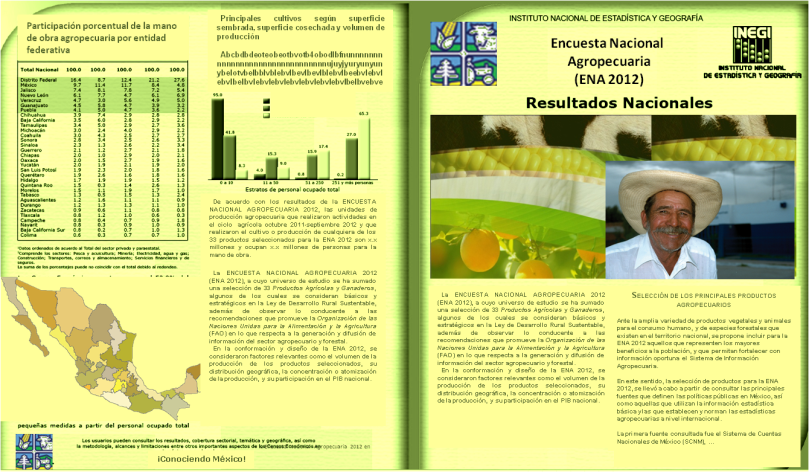 Participación porcentual de la mano
de obra agropecuaria por entidad
federativa
Total Nacional 100.0 100.0 100.0 100.0 100.0
Distrito Federal 16.4 8.7 12.4 21.2 27.6
México 9.7 11.4 11.7 4.4 4.6
Jalisco 7.4 8.1 7.8 7.2 5.4
Nuevo León 6.1 7.7 4.7 6.1 6.9
Veracruz 4.7 3.8 5.6 4.9 5.0
Guanajuato 4.5 5.8 4.7 3.9 3.2
Puebla 4.1 5.0 4.7 3.6
Chihuahua 3.9 7.4 2.9 2.8 2.8
Baja California 3.5 6.0 2.8 2.9 2.2
Tamaulipas 3.4 5.0 2.9 2.7 3.6
Michoacán 3.0 2.4 4.0 2.9 2.2
Coahuila 3.0 4.3 2.5 2.7 2.7
Sonora 2.8 3.4 2.5 2.6 3.3
Sinaloa 2.3 1.3 2.6 2.2 3.4
Guerrero 2.1 1.2 2.7 2.1 1.8
Chiapas 2.0 1.0 2.9 2.0 2.1
Oaxaca 2.0 1.5 2.7 1.9 1.6
Yucatán 2.0 1.9 2.1 1.9 2.0
San Luis Potosí 1.9 2.3 2.0 1.8 1.6
Querétaro 1.9 2.6 1.6 1.8 1.6
Hidalgo 1.7 1.9 1.9 1.5 1.2
Quintana Roo 1.5 0.3 1.4 2.6 1.3
Morelos 1.5 1.1 1.9 1.7 1.0
Tabasco 1.3 0.5 1.5 1.3 2.4
Aguascalientes 1.2 1.6 1.1 1.1 0.9
Durango 1.2 1.3 1.3 1.1 1.0
Zacatecas 0.9 0.6 1.1 0.8 0.8
Tlaxcala 0.8 1.2 1.0 0.6 0.3
Campeche 0.8 0.4 0.7 0.9 1.8
Nayarit 0.8 0.3 0.9 1.0 0.9
Baja California Sur 0.8 0.2 0.7 1.0 1.3
Colima 0.6 0.3 0.7 0.7 1.0
¹Datos ordenados de acuerdo al Total del sector privado y paraestatal.
²Comprende los sectores: Pesca y Acuicultura; Minería; Electricidad, agua y gas;
Construcción, Transportes, correos y almacenamiento; Servicios financieros y de
seguros.
La suma de los porcentajes puede no coincidir con el total debido al redondeo.
pequeñas medidas a partir del personal ocupado total
Los usuarios pueden consultar los resultados, cobertura sectorial, temática y geográfica, así como
la metodología, alcances y limitaciones entre otros importantes aspectos de
Agropecuaria 2012 en
¡Conociendo México!
Principales cultivos según superficie
sembrada, superficie cosechada y volumen de
producción
95.0 41.8 8.3
4.0 15.3 9.0
0.8 15.9 17.4
0.2 27.0 65.3
0 a 10 11 a 50 31 a 250 251 y más personas
Estratos de personal ocupado total
De acuerdo con los resultados de la ENCUESTA
NACIONAL AGROPECUARIA 2012, las unidades de
producción agropecuaria que realizaron actividades en
el ciclo agrícola octubre 2011-septiembre 2012 y que
realizaron el cultivo o producción de cualquiera de los
33 productos seleccionados para la ENA 2012 son x.x
millones y ocupan x.x millones de personas para la
mano de obra.
La ENCUESTA NACIONAL AGROPECUARIA 2012
(ENA 2012), a cuyo universo de estudio se ha sumado
una selección de 33 Productos Agrícolas y Ganaderos,
algunos de los cuales se consideran básicos y
estratégicos en la Ley de Desarrollo Rural Sustentable,
además de observar lo conducente a las
recomendaciones que promueve la Organización de las
Naciones Unidas para la Alimentación y la Agricultura
(FAO) en lo que respecta a la generación y difusión de
información del sector agropecuario y forestal.
En la conformación y diseño de la ENA 2012, se
consideraron factores relevantes como el volumen de la
producción de los productos seleccionados, su
distribución geográfica, la concentración o atomización
de la producción, y su participación en el PIB nacional.
INSTITUTO NACIONAL DE ESTADÍSTICA Y GEOGRAFÍA
Encuesta Nacional
Agropecuaria
(ENA 2012)
INEGI
INSTITUTO NACIONAL
DE ESTADÍSTICA Y GEOGRAFÍA
Resultados Nacionales
La ENCUESTA NACIONAL AGROPECUARIA 2012
(ENA 2012), a cuyo universo de estudio se ha sumado
una selección de 33 Productos Agrícolas y Ganaderos,
algunos de los cuales se consideran básicos y
estratégicos en la Ley de Desarrollo Rural Sustentable,
además de observar lo conducente a las
recomendaciones que promueve la Organización de las
Naciones Unidas para la Alimentación y la Agricultura
(FAO) en lo que respecta a la generación y difusión de
información del sector agropecuario y forestal.
En la conformación y diseño de la ENA 2012, se
consideraron factores relevantes como el volumen de la
producción de los productos seleccionados, su
distribución geográfica, la concentración o atomización
de la producción, y su participación en el PIB nacional.
SELECCIÓN DE LOS PRINCIPALES PRODUCTOS
AGROPECUARIOS
Ante la amplia variedad de productos vegetales y animales
para el consumo humano, y de especies forestales que
existen en el territorio nacional, se propone incluir para la
ENA 2012 aquellos que representen los mayores
beneficios a la población, y que permitan fortalecer con
información oportuna el Sistema de Información
Agropecuaria.
En este sentido, la selección de productos para la ENA
2012, se llevó a cabo a partir de consultar las principales
fuentes que definen las políticas públicas en México, así
como aquellas que utilizan la información estadística
básica y las que establecen y norman las estadísticas
agropecuarias a nivel internacional.
La primera fuente consultada fue el Sistema de Cuentas
Nacionales de México (SCNM), ...